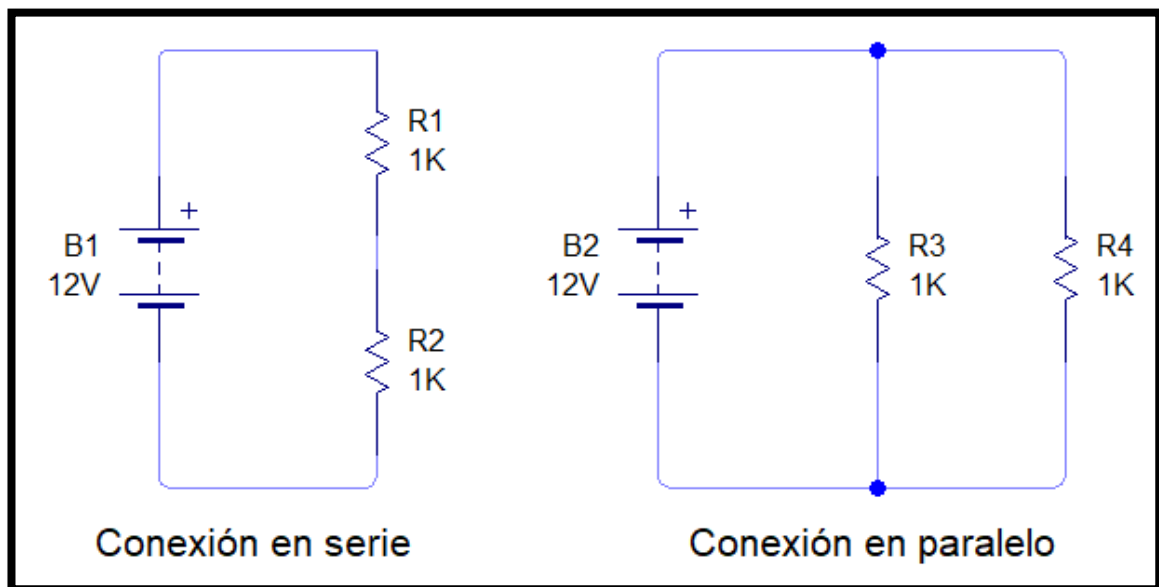 R1
1K
+
B1
12V
R2
1K
Conexión en serie
+
B2
12V
R3
1K
R4
1K
Conexión en paralelo